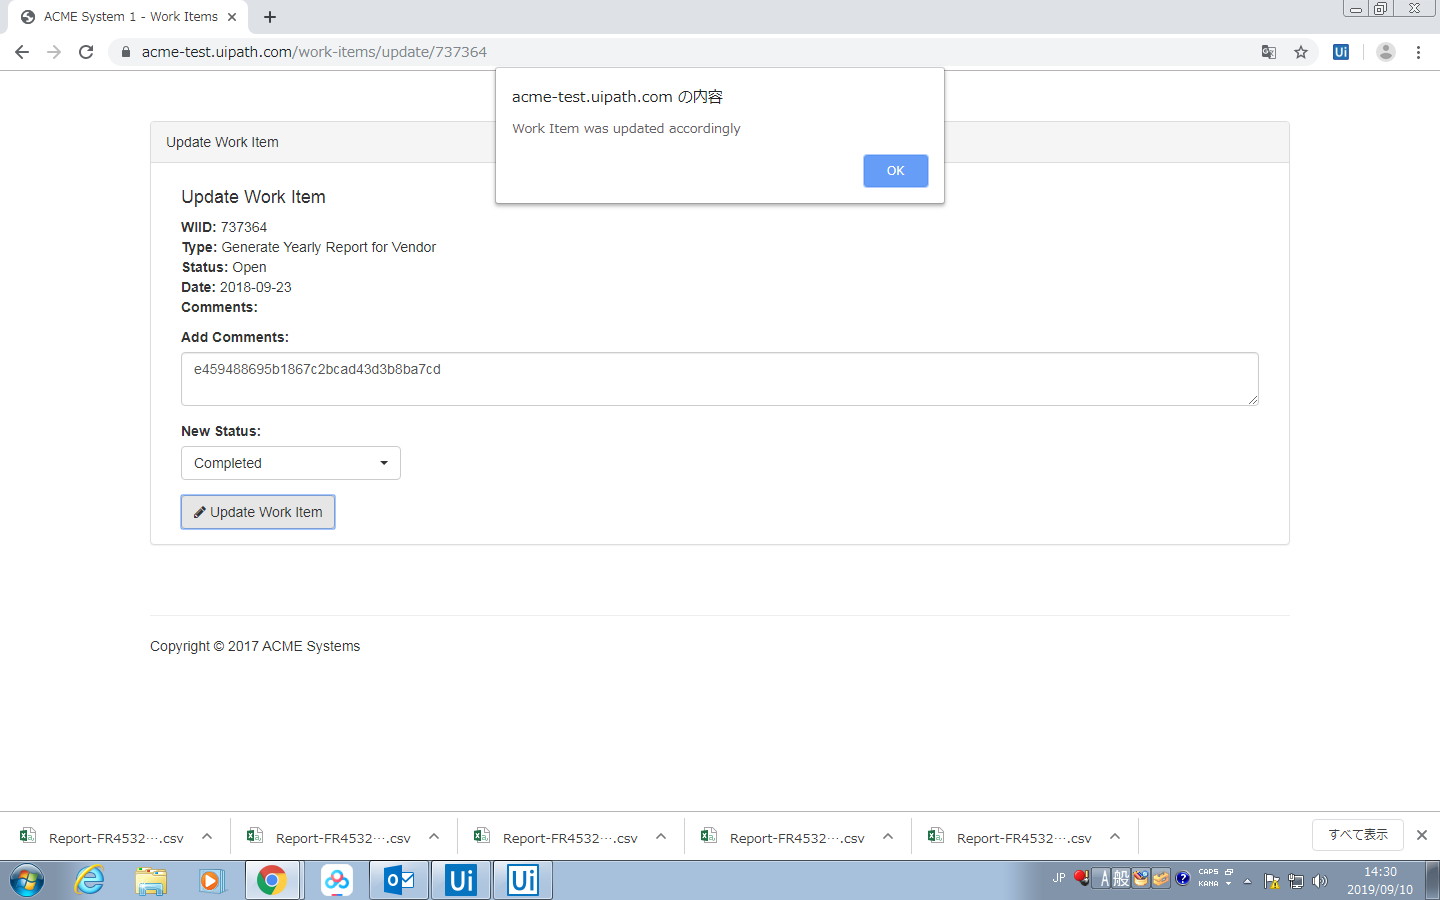 ACME System 1 - Work Items
acme-test.uipath.com/work-items/update/737364
Ui
acme-test.uipath.com の内容
Work Item was updated accordingly
OK
Update Work Item
Update Work Item
WIID: 737364
Type: Generate Yearly Report for Vendor
Status: Open
Date: 2018-09-23
Comments:
Add Comments:
e459488695b1867c2bcad43d3b8ba7cd
New Status:
Completed
Update Work Item
Copyright © 2017 ACME Systems
Report-FR4532….csv
Report-FR4532….csv
Report-FR4532….csv
Report-FR4532….csv
Report-FR4532….csv
すべて表示
Ui
Ui
JP
A 般
CAPS
KANA
14:30
2019/09/10